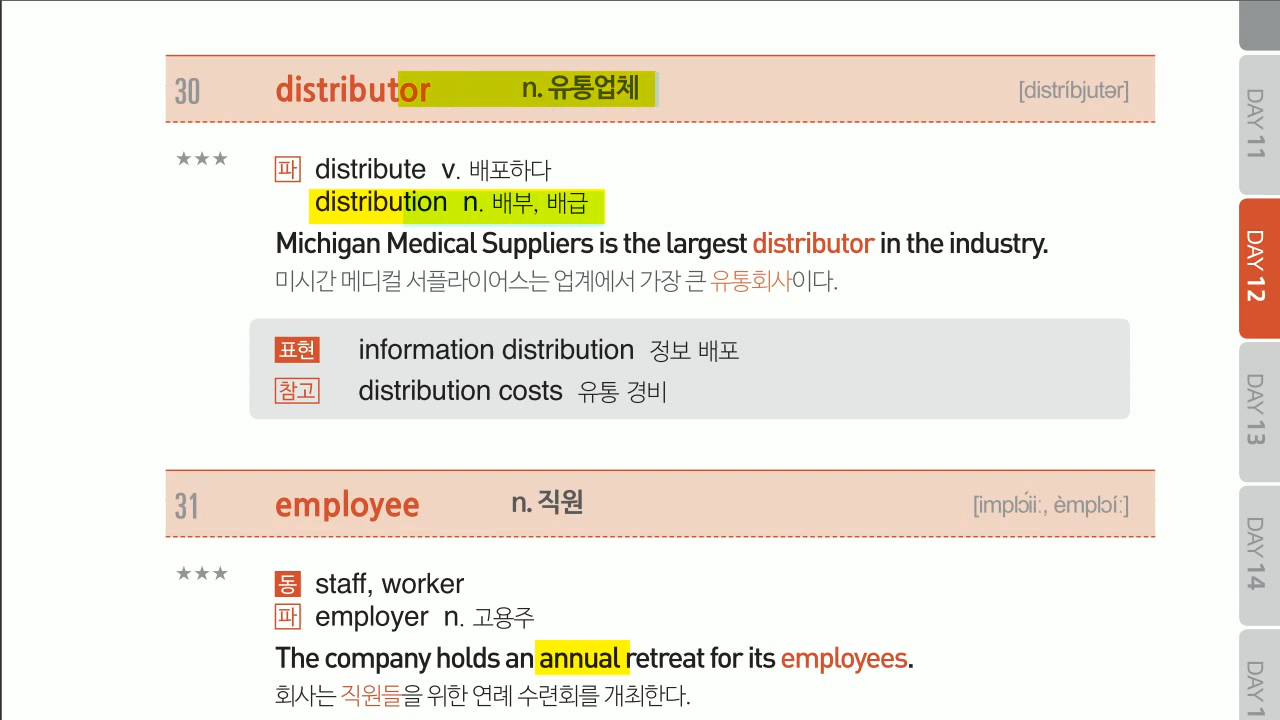 30 distributor n. 유통업체 [distríbjutər]
★★★ 파 distribute v. 배포하다
distribution n. 배부, 배급
Michigan Medical Suppliers is the largest distributor in the industry.
미시간 메디컬 서플라이어스는 업계에서 가장 큰 유통회사이다.
표현 information distribution 정보 배포
참고 distribution costs 유통 경비
31 employee n. 직원 [implɔ́iiː, èmplɔíː]
★★★ 동 staff, worker
파 employer n. 고용주
The company holds an annual retreat for its employees.
회사는 직원들을 위한 연례 수련회를 개최한다.
DAY 11
DAY 12
DAY 13
DAY 14
DAY 1